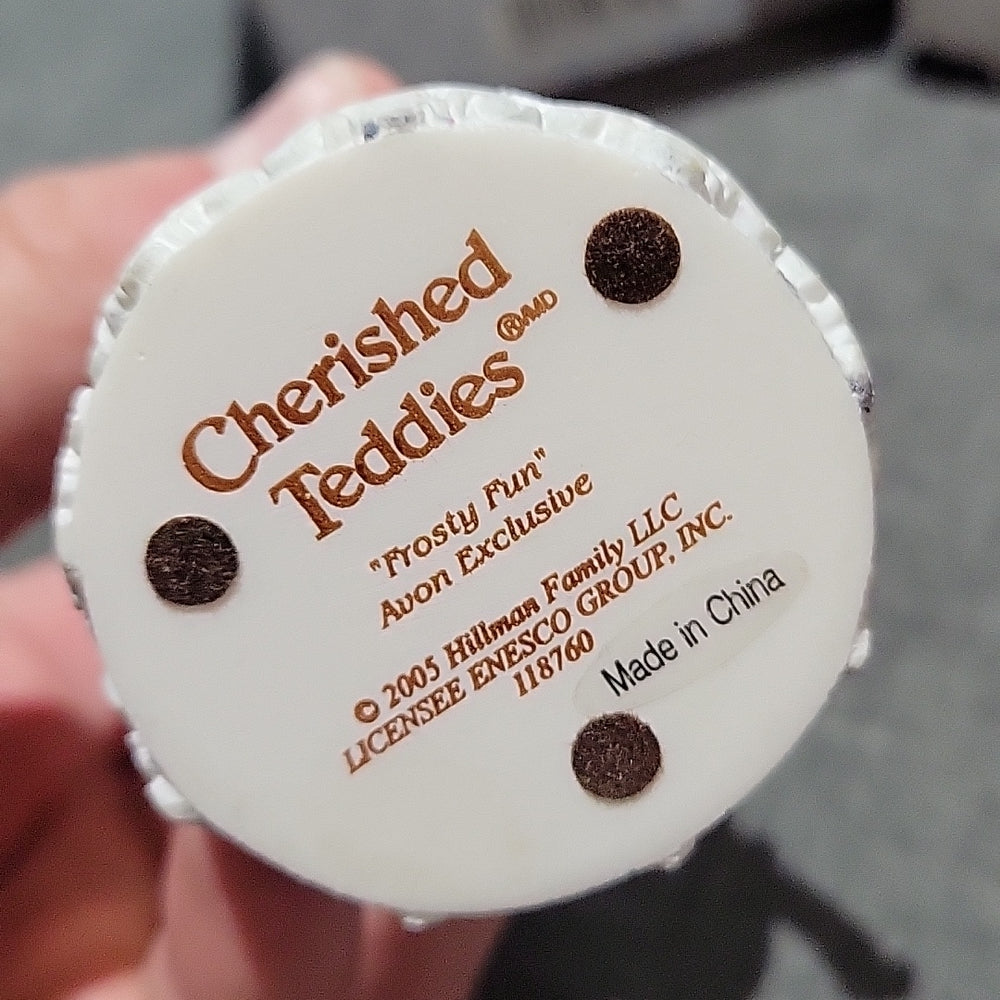 Cherished
Teddies®/MD
"Frosty Fun"
Avon Exclusive
© 2005 Hillman Family LLC
LICENSEE ENESCO GROUP, INC.
118760
Made in China